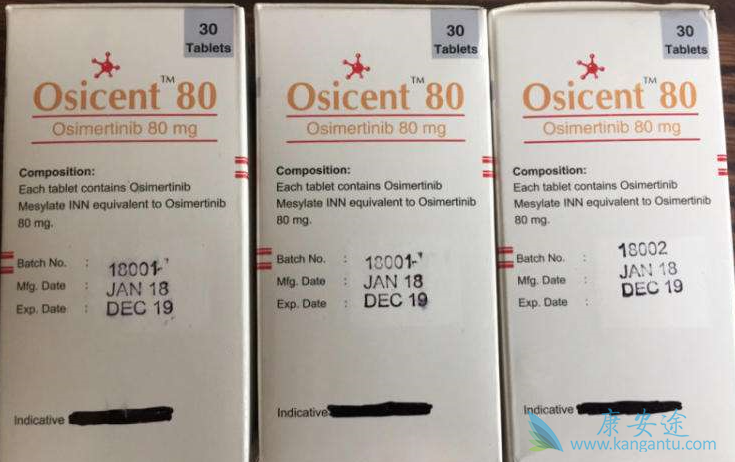 30
Tablets
Osicent™ 80
Osimertinib 80 mg
Composition:
Each tablet contains Osimertinib
Mesylate INN equivalent to Osimertinib
80 mg.
Batch No. : 18001-
Mfg. Date : JAN 18
Exp. Date : DEC 19
Indicative
30
Tablets
Osicent™ 80
Osimertinib 80 mg
Composition:
Each tablet contains Osimertinib
Mesylate INN equivalent to Osimertinib
80 mg.
Batch No. : 18001-
Mfg. Date : JAN 18
Exp. Date : DEC 19
Indicative
30
Tablets
Osicent™ 80
Osimertinib 80 mg
Composition:
Each tablet contains Osimertinib
Mesylate INN equivalent to Osimertinib
80 mg.
Batch No. : 18002
Mfg. Date : JAN 18
Exp. Date : DEC 19
Indicative
康安途
www.kangantu.com